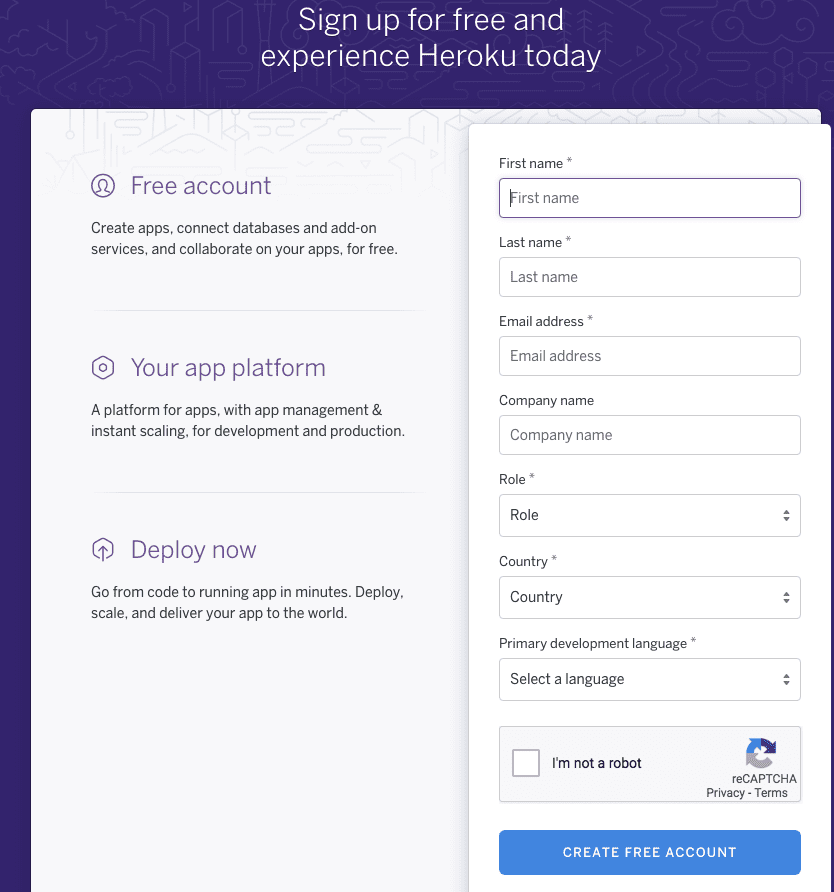 Sign up for free and
experience Heroku today
Free account
Create apps, connect databases and add-on
services, and collaborate on your apps, for free.
Your app platform
A platform for apps, with app management &
instant scaling, for development and production.
Deploy now
Go from code to running app in minutes. Deploy,
scale, and deliver your app to the world.
First name *
First name
Last name *
Last name
Email address *
Email address
Company name
Company name
Role *
Role
Country *
Country
Primary development language *
Select a language
I'm not a robot
reCAPTCHA
Privacy - Terms
CREATE FREE ACCOUNT